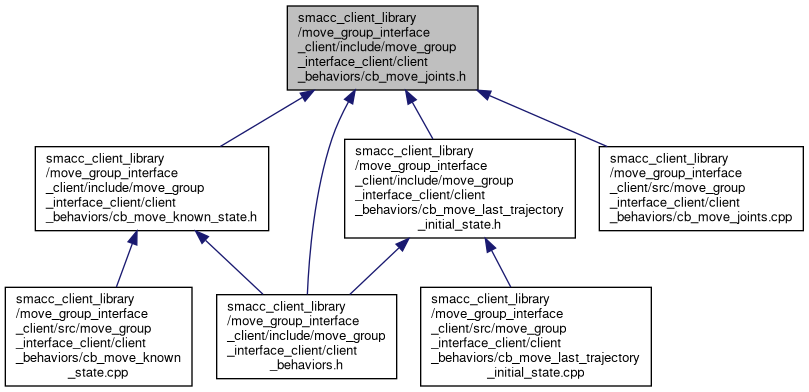 smacc_client_library
/move_group_interface
_client/include/move_group
_interface_client/client
_behaviors/cb_move_joints.h
smacc_client_library
/move_group_interface
_client/include/move_group
_interface_client/client
_behaviors/cb_move_known_state.h
smacc_client_library
/move_group_interface
_client/include/move_group
_interface_client/client
_behaviors/cb_move_last_trajectory
_initial_state.h
smacc_client_library
/move_group_interface
_client/src/move_group
_interface_client/client
_behaviors/cb_move_joints.cpp
smacc_client_library
/move_group_interface
_client/src/move_group
_interface_client/client
_behaviors/cb_move_known
_state.cpp
smacc_client_library
/move_group_interface
_client/include/move_group
_interface_client/client
_behaviors.h
smacc_client_library
/move_group_interface
_client/src/move_group
_interface_client/client
_behaviors/cb_move_last_trajectory
_initial_state.cpp